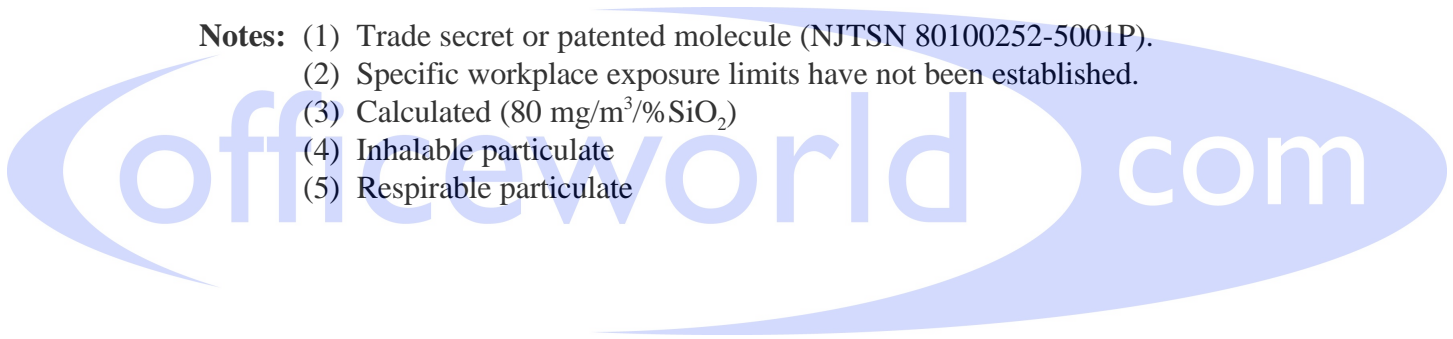 Notes: (1) Trade secret or patented molecule (NJTSN 80100252-5001P).
(2) Specific workplace exposure limits have not been established.
(3) Calculated (80 mg/m³/%SiO₂)
(4) Inhalable particulate
(5) Respirable particulate
officeworld com